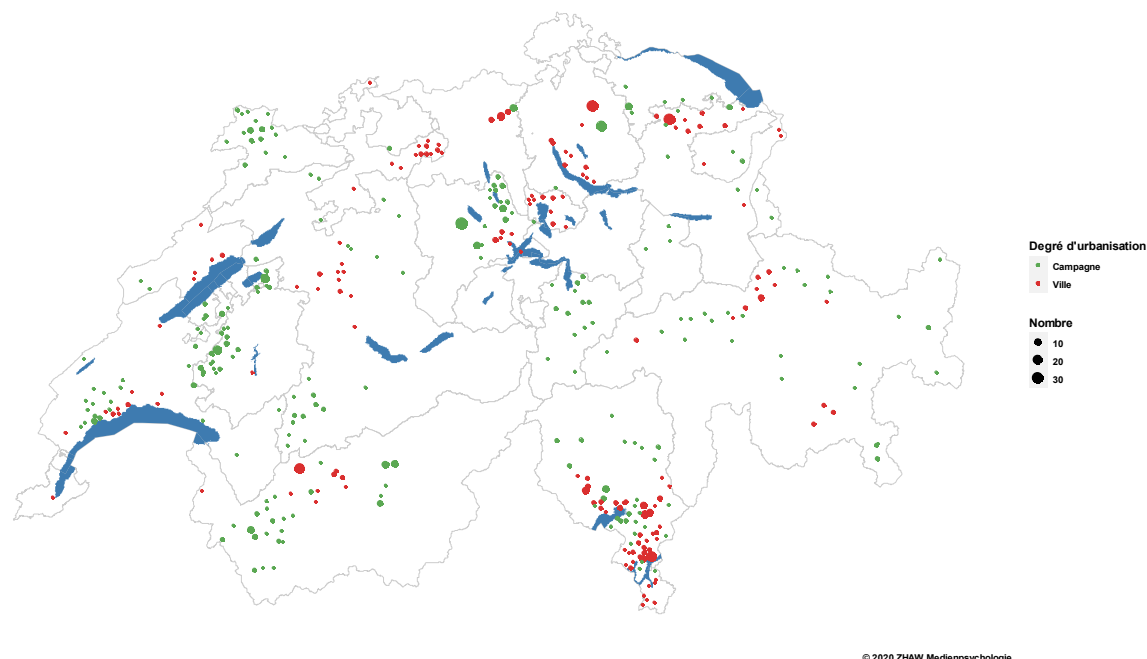 Degré d'urbanisation
Campagne
Ville
Nombre
10
20
30
© 2020 ZHAW Medienpsychologie